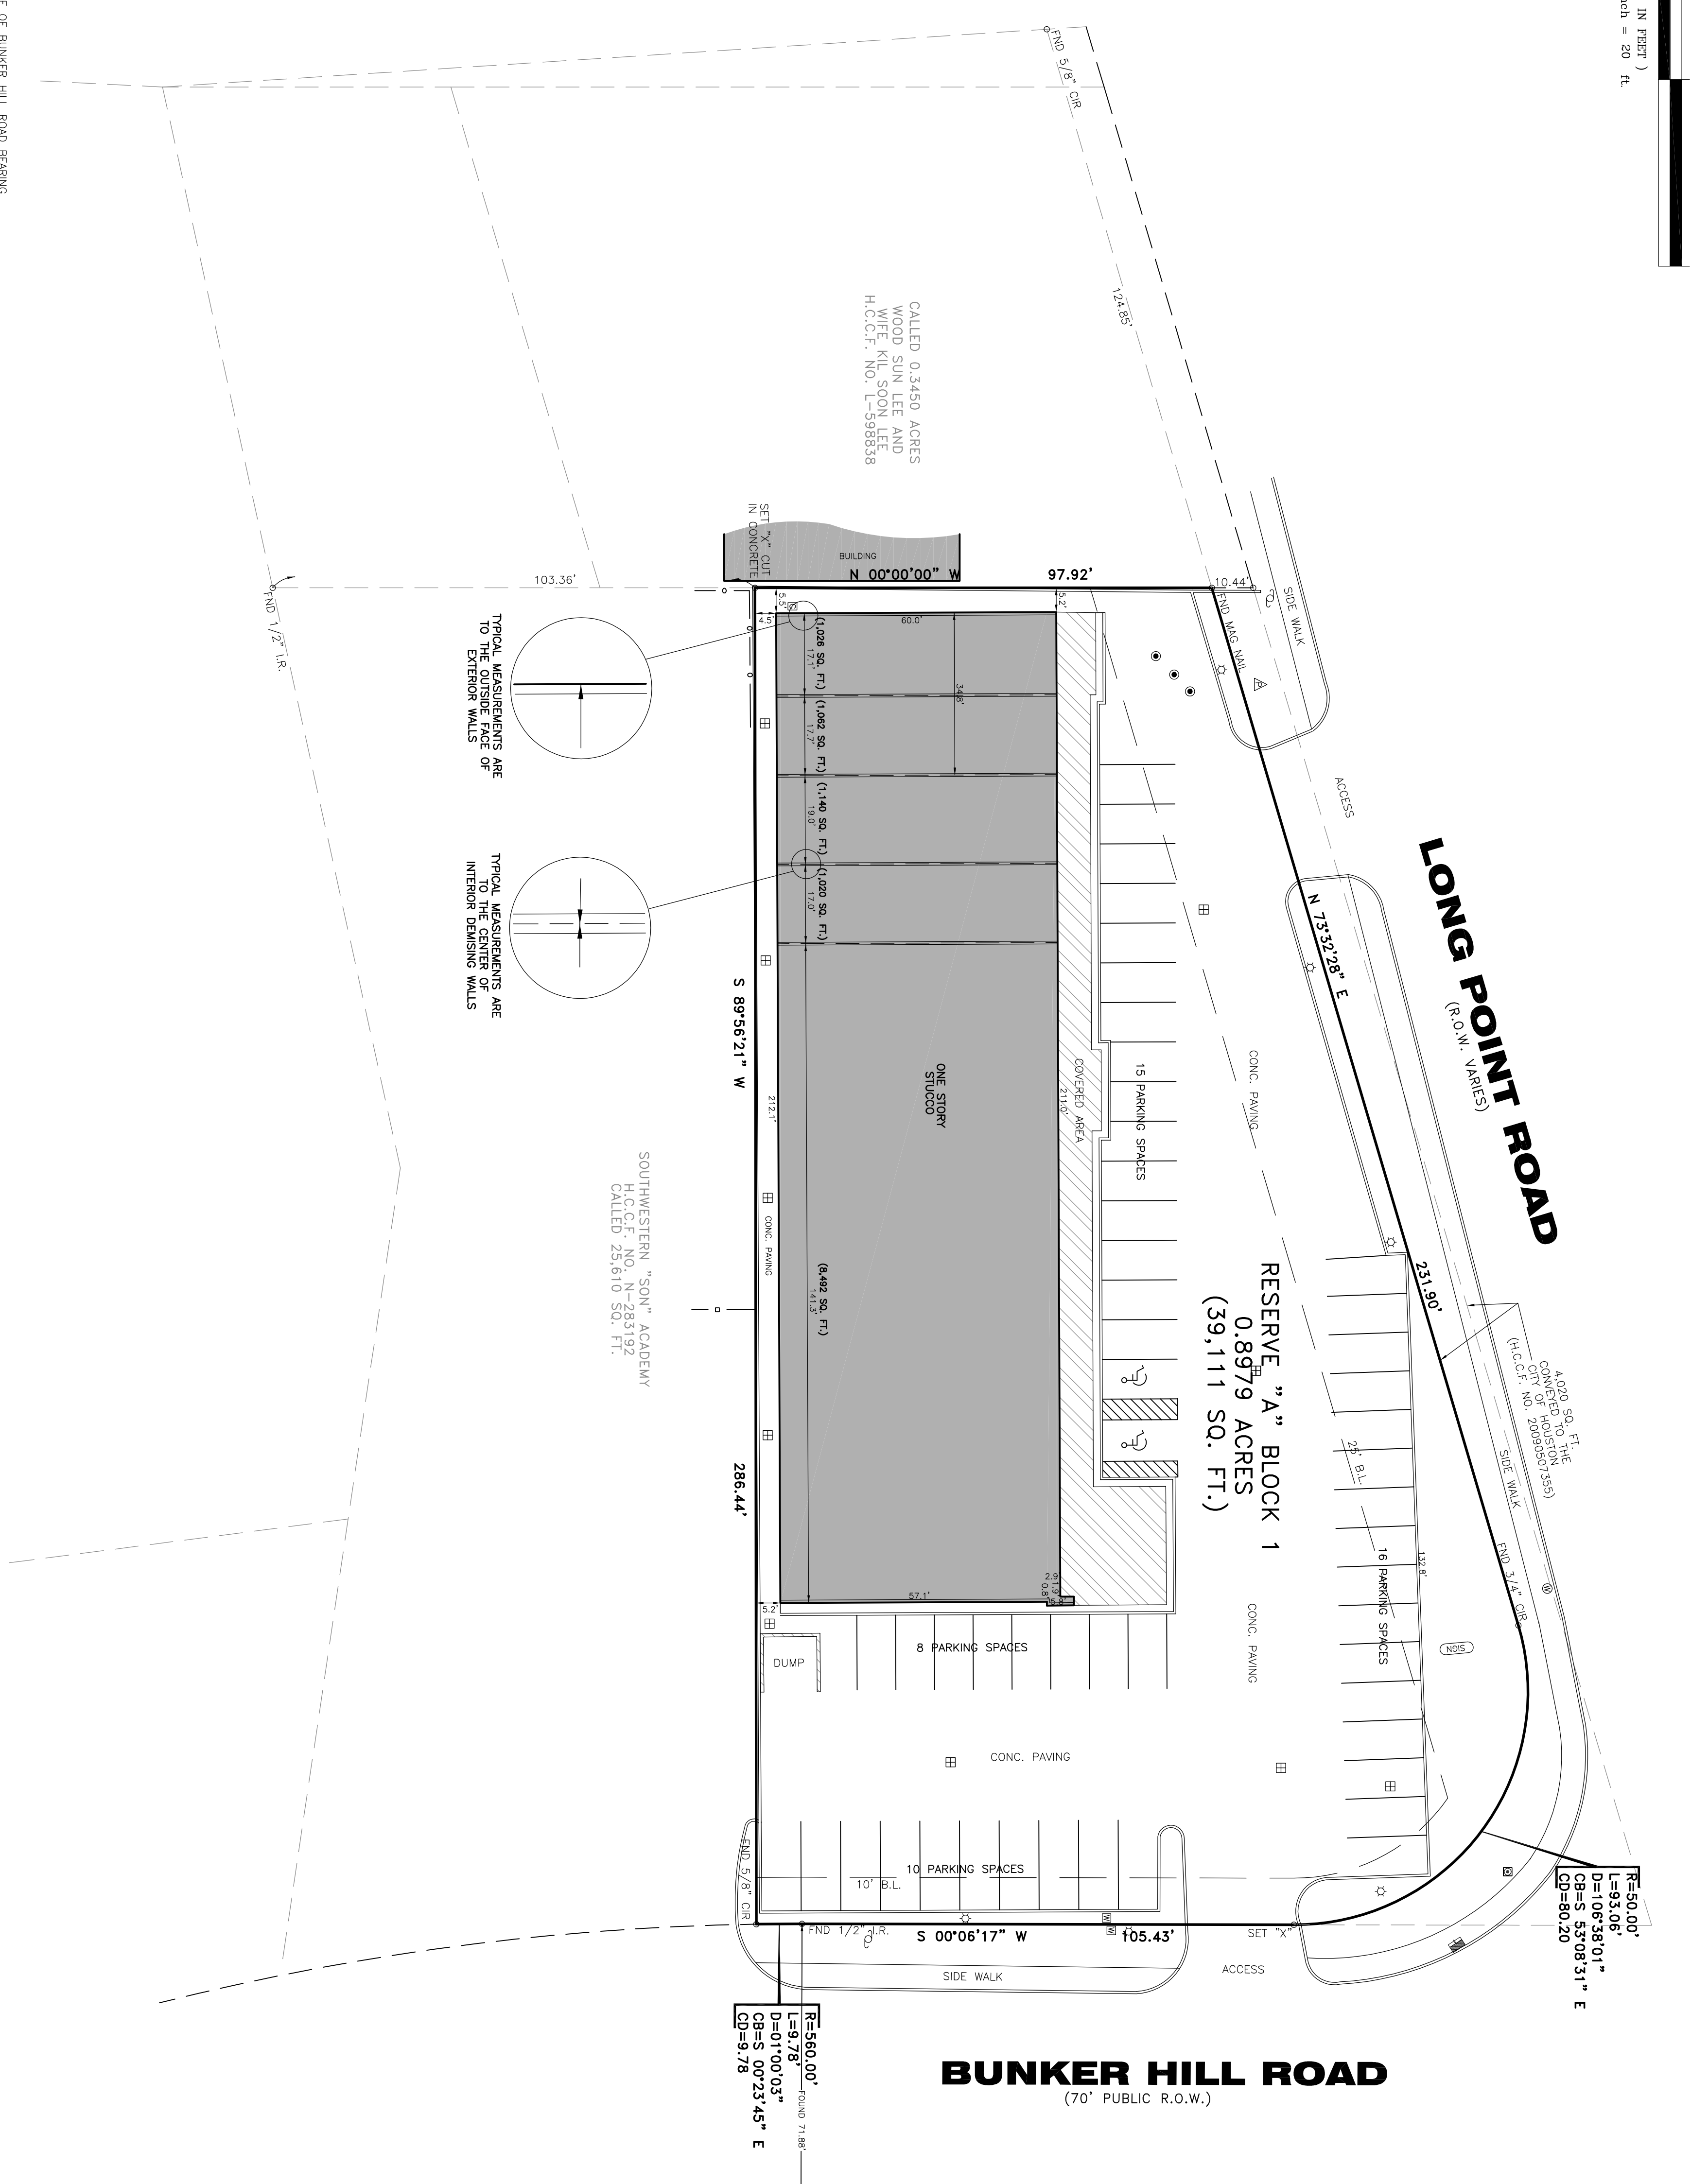 IN FEET )
nch = 20 ft.
FND 5/8" CIR
124.85'
CALLED 0.3450 ACRES
WOOD SUN LEE AND
WIFE KIL SOON LEE
H.C.C.F. NO. L-598838
SET "X" CUT
IN CONCRETE
BUILDING
N 00°00'00" W
97.92'
10.44'
SIDE WALK
FND MAG NAIL
103.36'
FND 1/2" I.R.
5.5'
5.2'
4.5'
60.0'
(1,026 SQ. FT.)
17.1'
34.8'
(1,062 SQ. FT.)
17.7'
(1,140 SQ. FT.)
19.0'
(1,020 SQ. FT.)
17.0'
TYPICAL MEASUREMENTS ARE
TO THE OUTSIDE FACE OF
EXTERIOR WALLS
TYPICAL MEASUREMENTS ARE
TO THE CENTER OF
INTERIOR DEMISING WALLS
ACCESS
LONG POINT ROAD
(R.O.W. VARIES)
N 73°32'28" E
231.90'
S 89°56'21" W
286.44'
212.1'
CONC. PAVING
ONE STORY
STUCCO
COVERED AREA
211.0'
15 PARKING SPACES
CONC. PAVING
(8,492 SQ. FT.)
141.3'
SOUTHWESTERN "SON" ACADEMY
H.C.C.F. NO. N-283192
CALLED 25,610 SQ. FT.
RESERVE "A" BLOCK 1
0.8979 ACRES
(39,111 SQ. FT.)
4,020 SQ. FT.
CONVEYED TO THE
CITY OF HOUSTON
(H.C.C.F. NO. 20090507355)
SIDE WALK
25' B.L.
132.8'
16 PARKING SPACES
FND 3/4" CIR
W
SIGN
CONC. PAVING
57.1'
5.2'
2.9
1.9'
0.8'
8 PARKING SPACES
DUMP
CONC. PAVING
10 PARKING SPACES
10' B.L.
FND 5/8" CIR
FND 1/2" I.R.
S 00°06'17" W
105.43'
W
W
SET "X"
SIDE WALK
ACCESS
R=50.00'
L=93.06'
D=106°38'01"
CB=S 53°08'31" E
CD=80.20
R=560.00'
L=9.78'
D=01°00'03"
CB=S 00°23'45" E
CD=9.78
FOUND 71.88'
BUNKER HILL ROAD
(70' PUBLIC R.O.W.)
OF BUNKER HILL ROAD BEARING